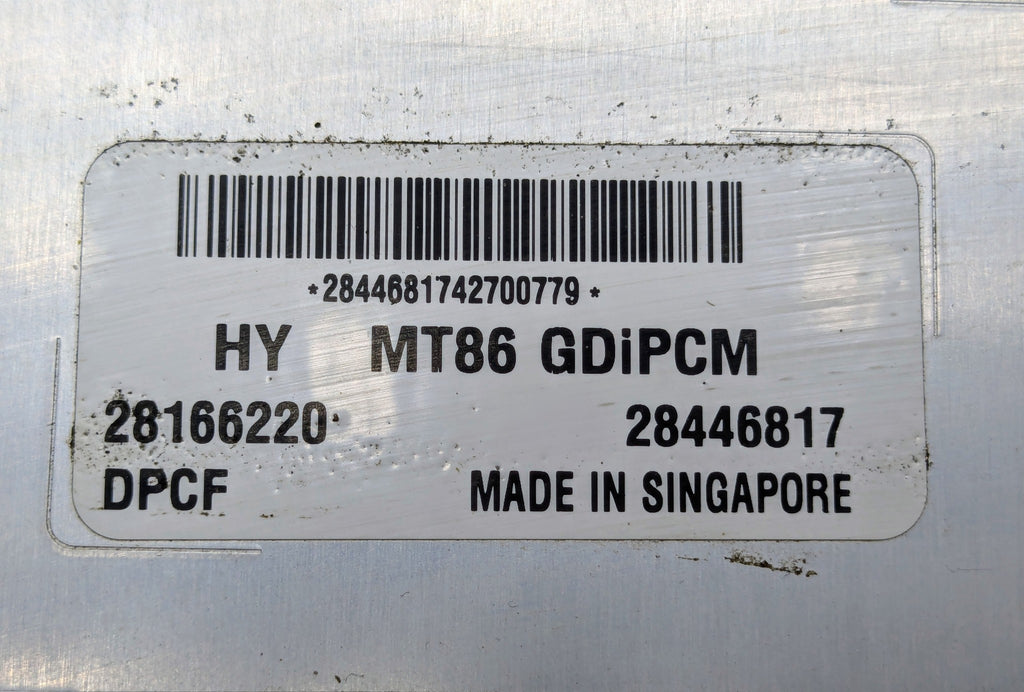 *2844681742700779 *
HY MT86 GDiPCM
28166220 28446817
DPCF MADE IN SINGAPORE